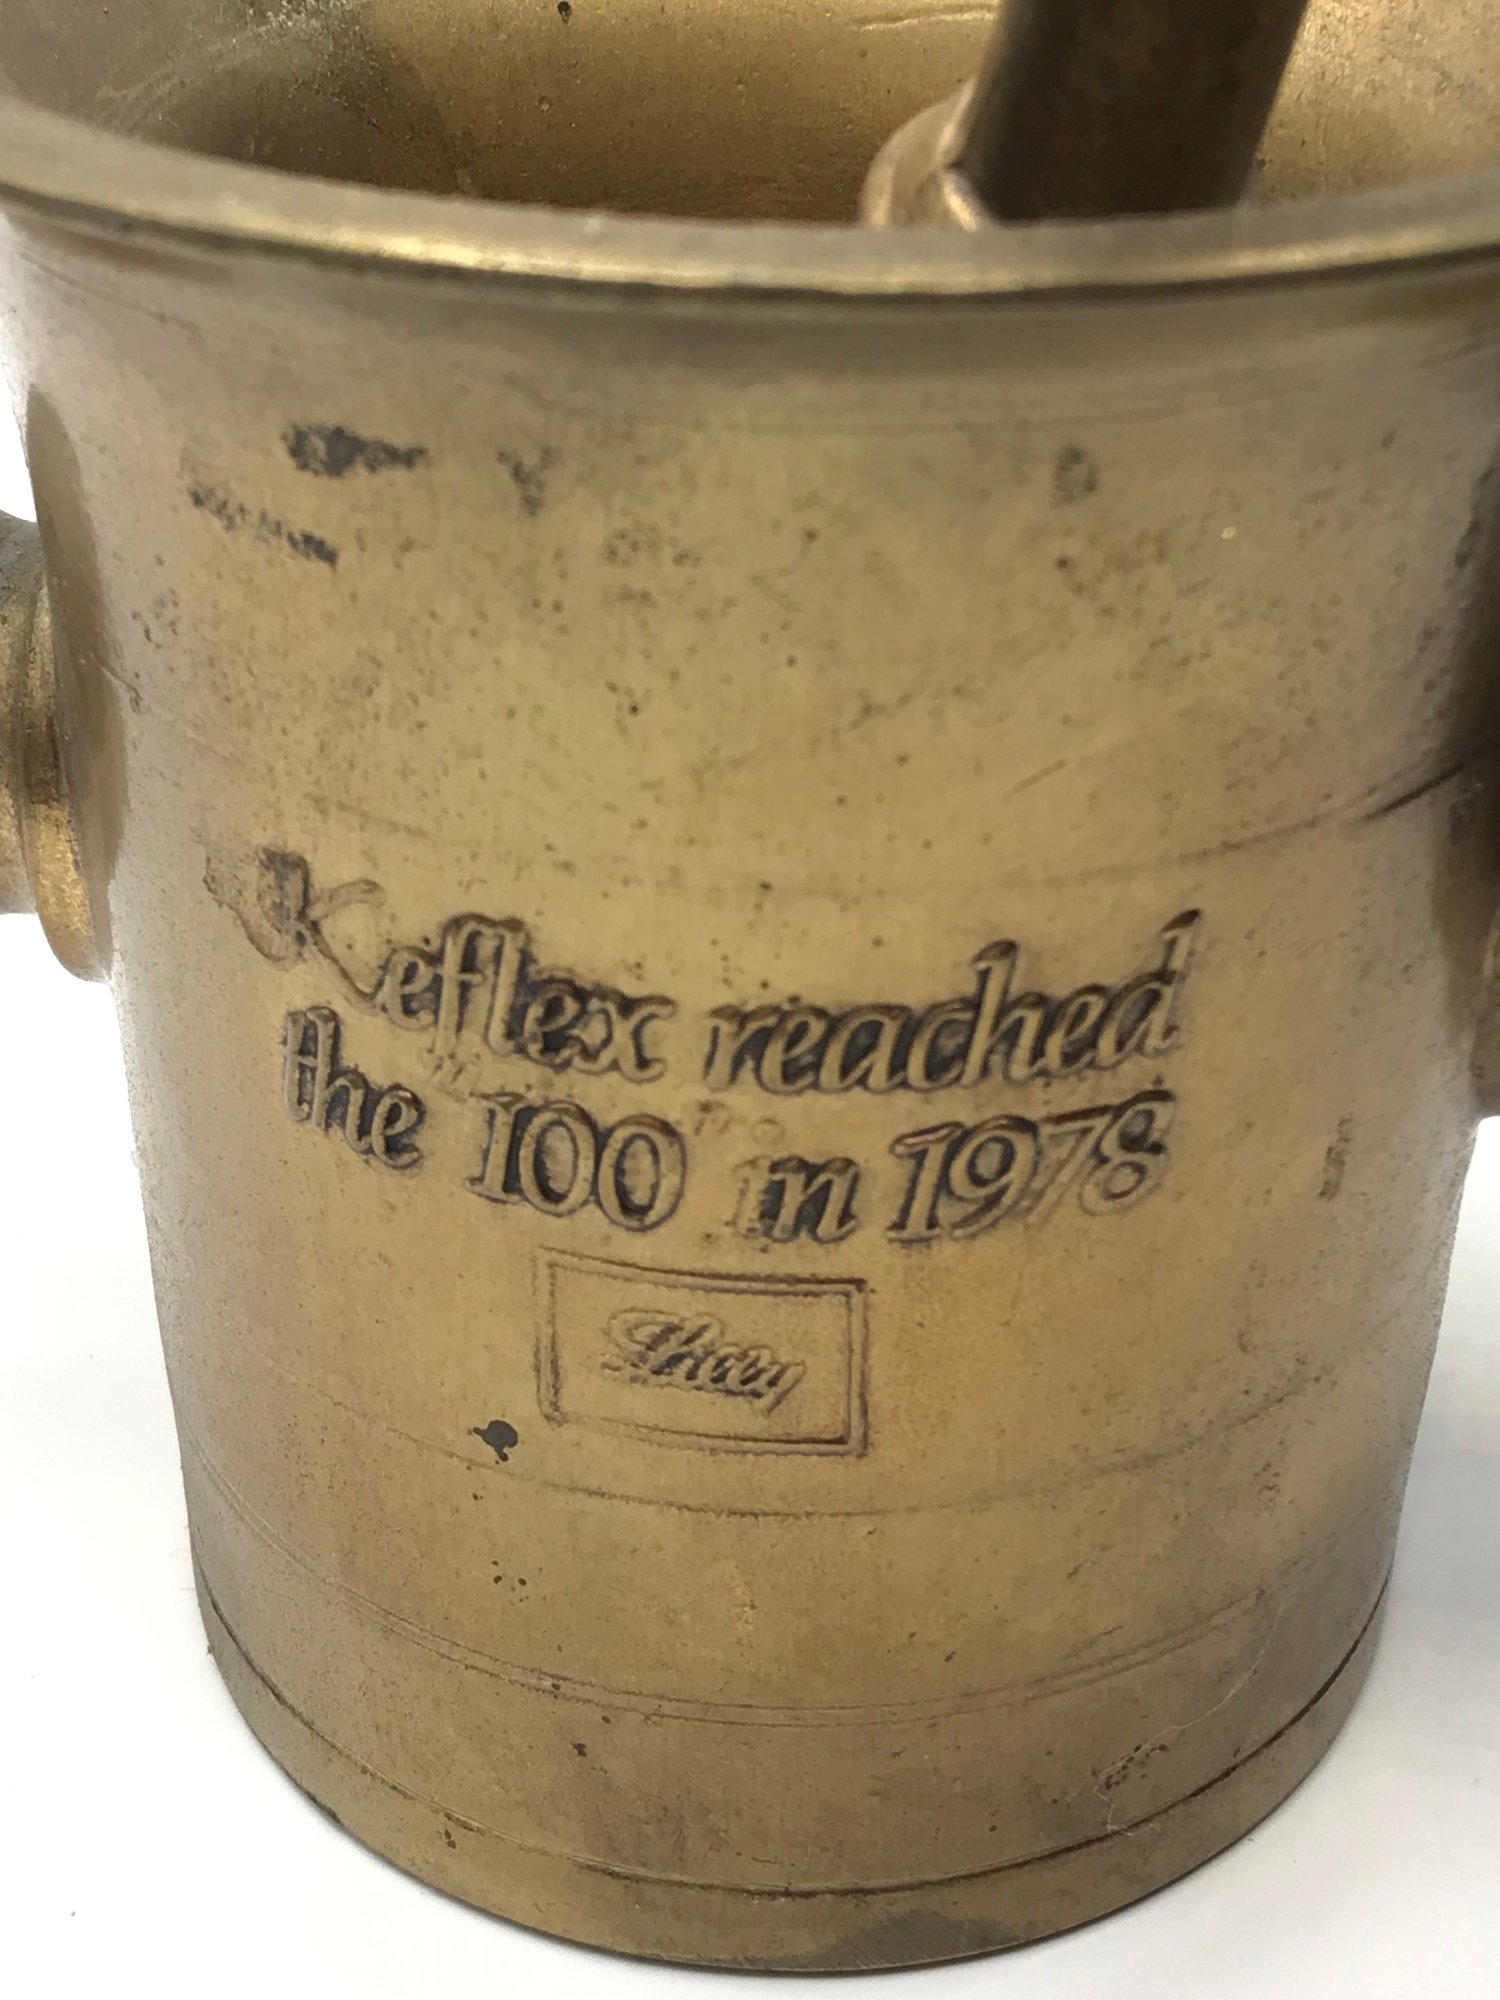 Keflex reached
the 100 in 1978
Lilly